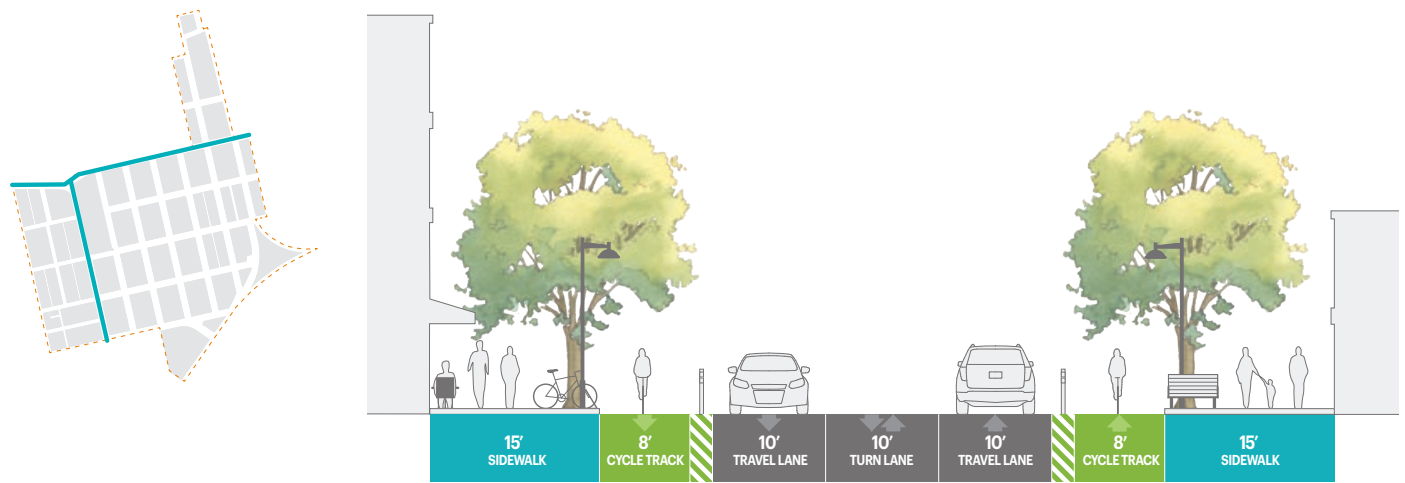 15′
SIDEWALK
8′
CYCLE TRACK
10′
TRAVEL LANE
10′
TURN LANE
10′
TRAVEL LANE
8′
CYCLE TRACK
15′
SIDEWALK